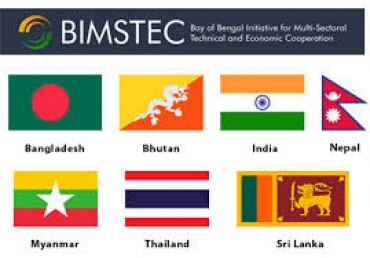 BIMSTEC
Bay of Bengal Initiative for Multi-Sectoral
Technical and Economic Cooperation
Bangladesh
Bhutan
India
Nepal
Myanmar
Thailand
Sri Lanka